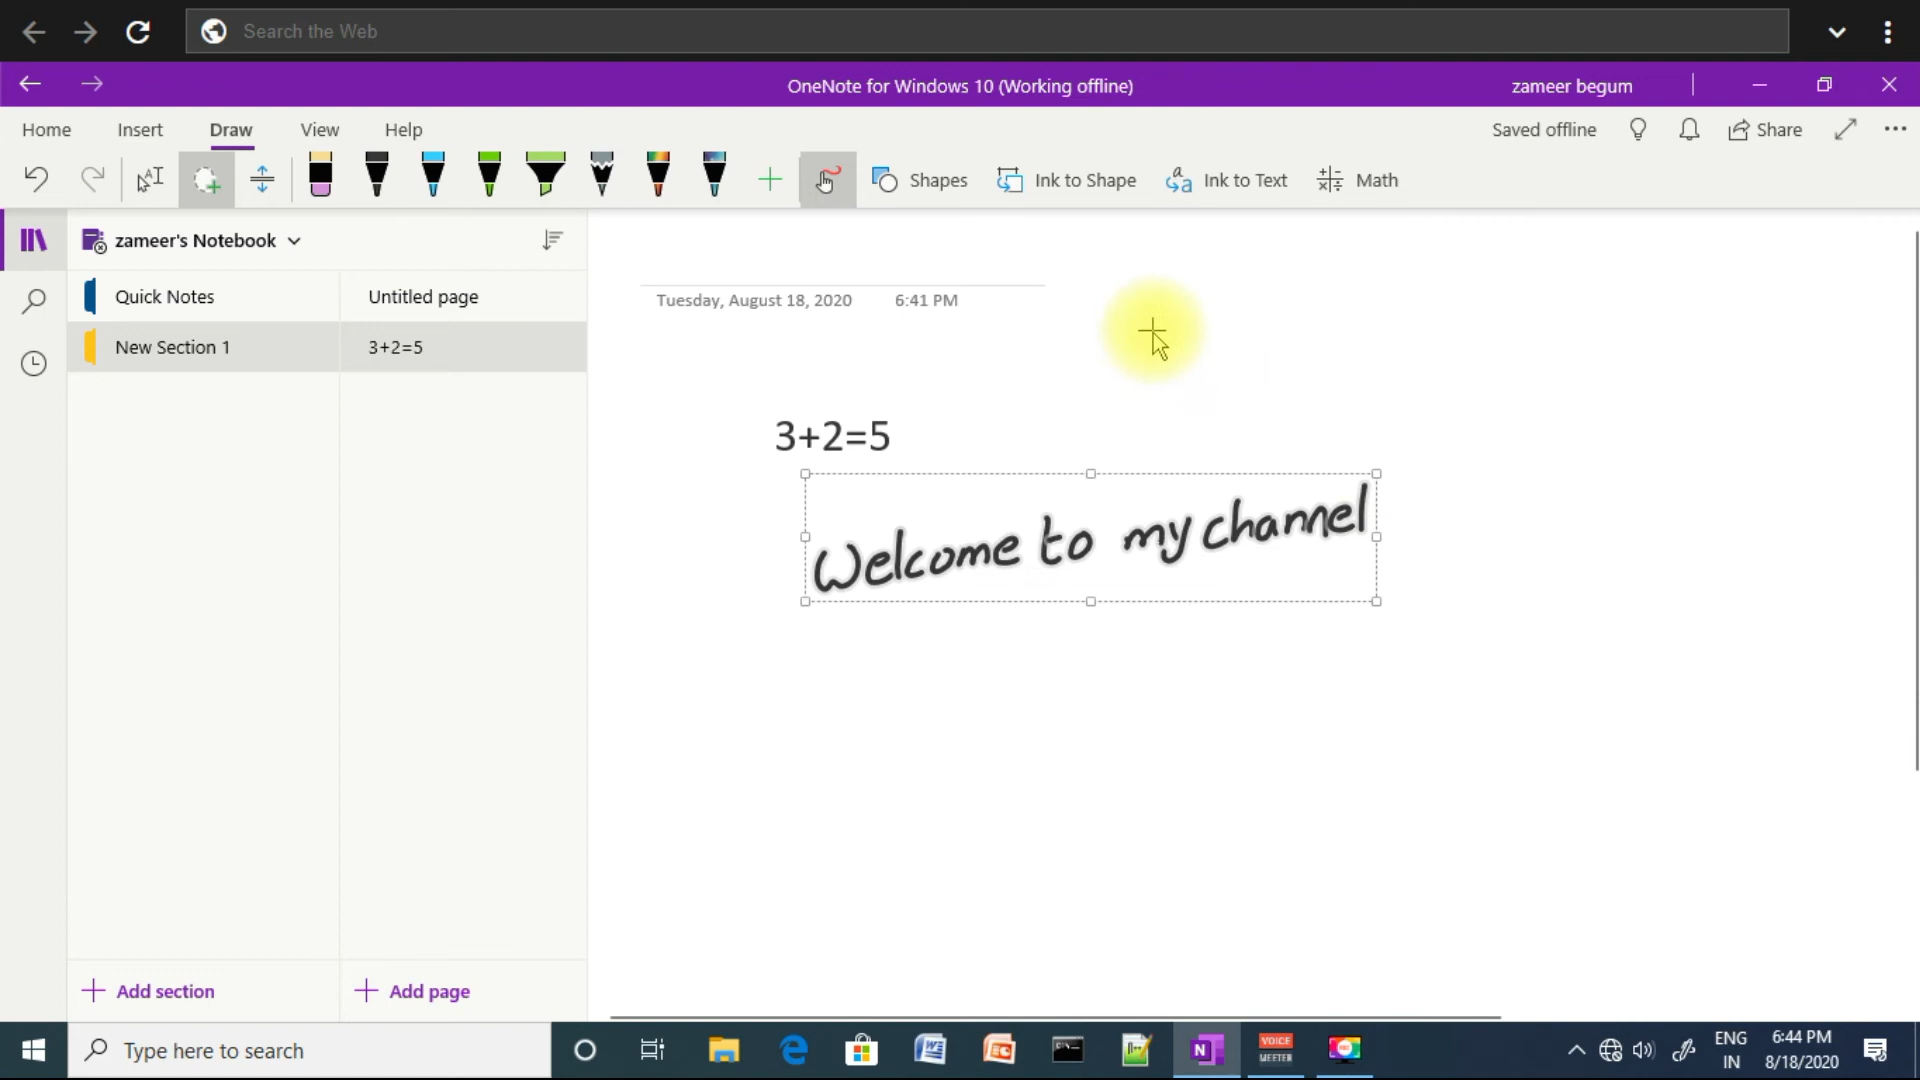 Search the Web
OneNote for Windows 10 (Working offline)
zameer begum
Home Insert Draw View Help
Saved offline
Share
Shapes
Ink to Shape
Ink to Text
Math
zameer's Notebook
Quick Notes
Untitled page
New Section 1
3+2=5
Tuesday, August 18, 2020 6:41 PM
3+2=5
Welcome to my channel
Add section
Add page
Type here to search
VOICE
MEETER
ENG
IN
6:44 PM
8/18/2020